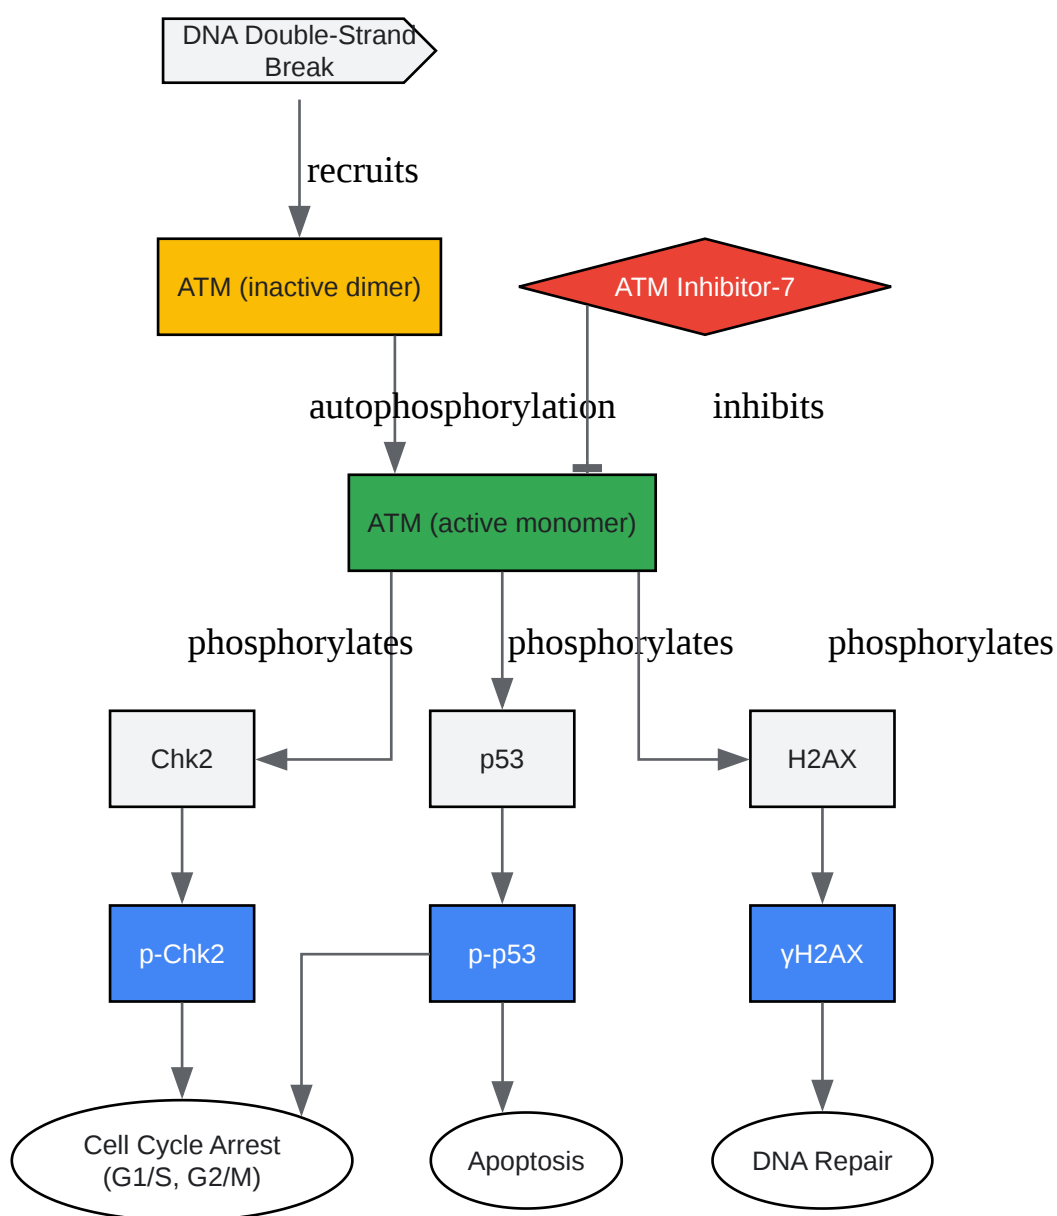 DNA Double-Strand
Break
recruits
ATM (inactive dimer)
ATM Inhibitor-7
autophosphorylation
inhibits
ATM (active monomer)
phosphorylates
phosphorylates
phosphorylates
Chk2
p53
H2AX
p-Chk2
p-p53
γH2AX
Cell Cycle Arrest
(G1/S, G2/M)
Apoptosis
DNA Repair